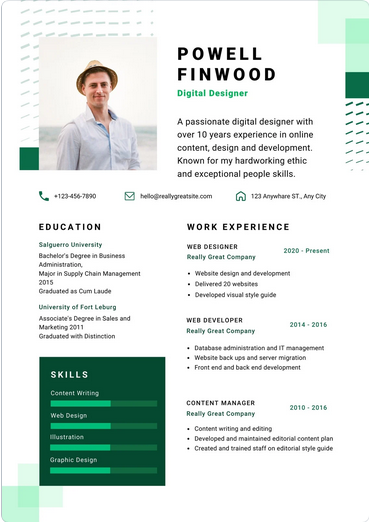 POWELL
FINWOOD
Digital Designer
A passionate digital designer with
over 10 years experience in online
content, design and development.
Known for my hardworking ethic
and exceptional people skills.
+123-456-7890
hello@reallygreatsite.com
123 Anywhare ST., Any City
EDUCATION
Salguerro University
Bachelor's Degree in Business
Administration,
Major in Supply Chain Management
2015
Graduated as Cum Laude
University of Fort Leburg
Associate's Degree in Sales and
Marketing 2011
Graduated with Distinction
SKILLS
Content Writing
Web Design
Illustration
Graphic Design
WORK EXPERIENCE
WEB DESIGNER
Really Great Company
2020 - Present
• Website design and development
• Delivered 20 websites
• Developed visual style guide
WEB DEVELOPER
Really Great Company
2014 - 2016
• Database administration and IT management
• Website back ups and server migration
• Front end and back end development
CONTENT MANAGER
Really Great Company
2010 - 2016
• Content writing and editing
• Developed and maintained editorial content plan
• Created and trained staff on editorial style guide